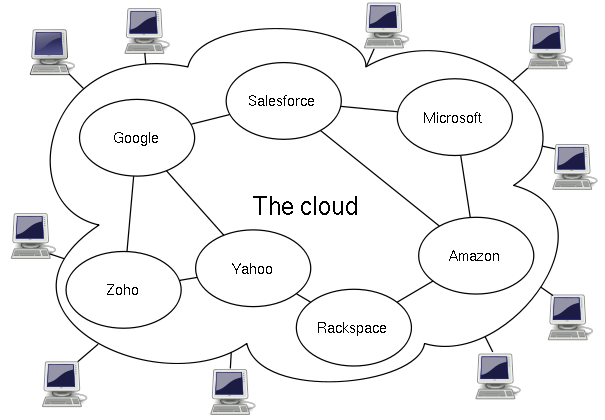 Salesforce
Microsoft
Google
The cloud
Amazon
Yahoo
Zoho
Rackspace